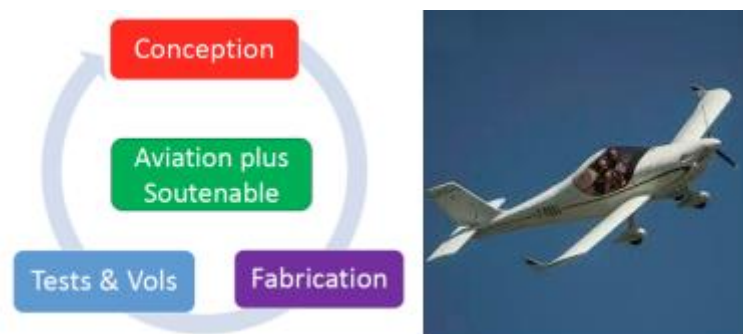 Conception
Aviation plus
Soutenable
Tests & Vols
Fabrication